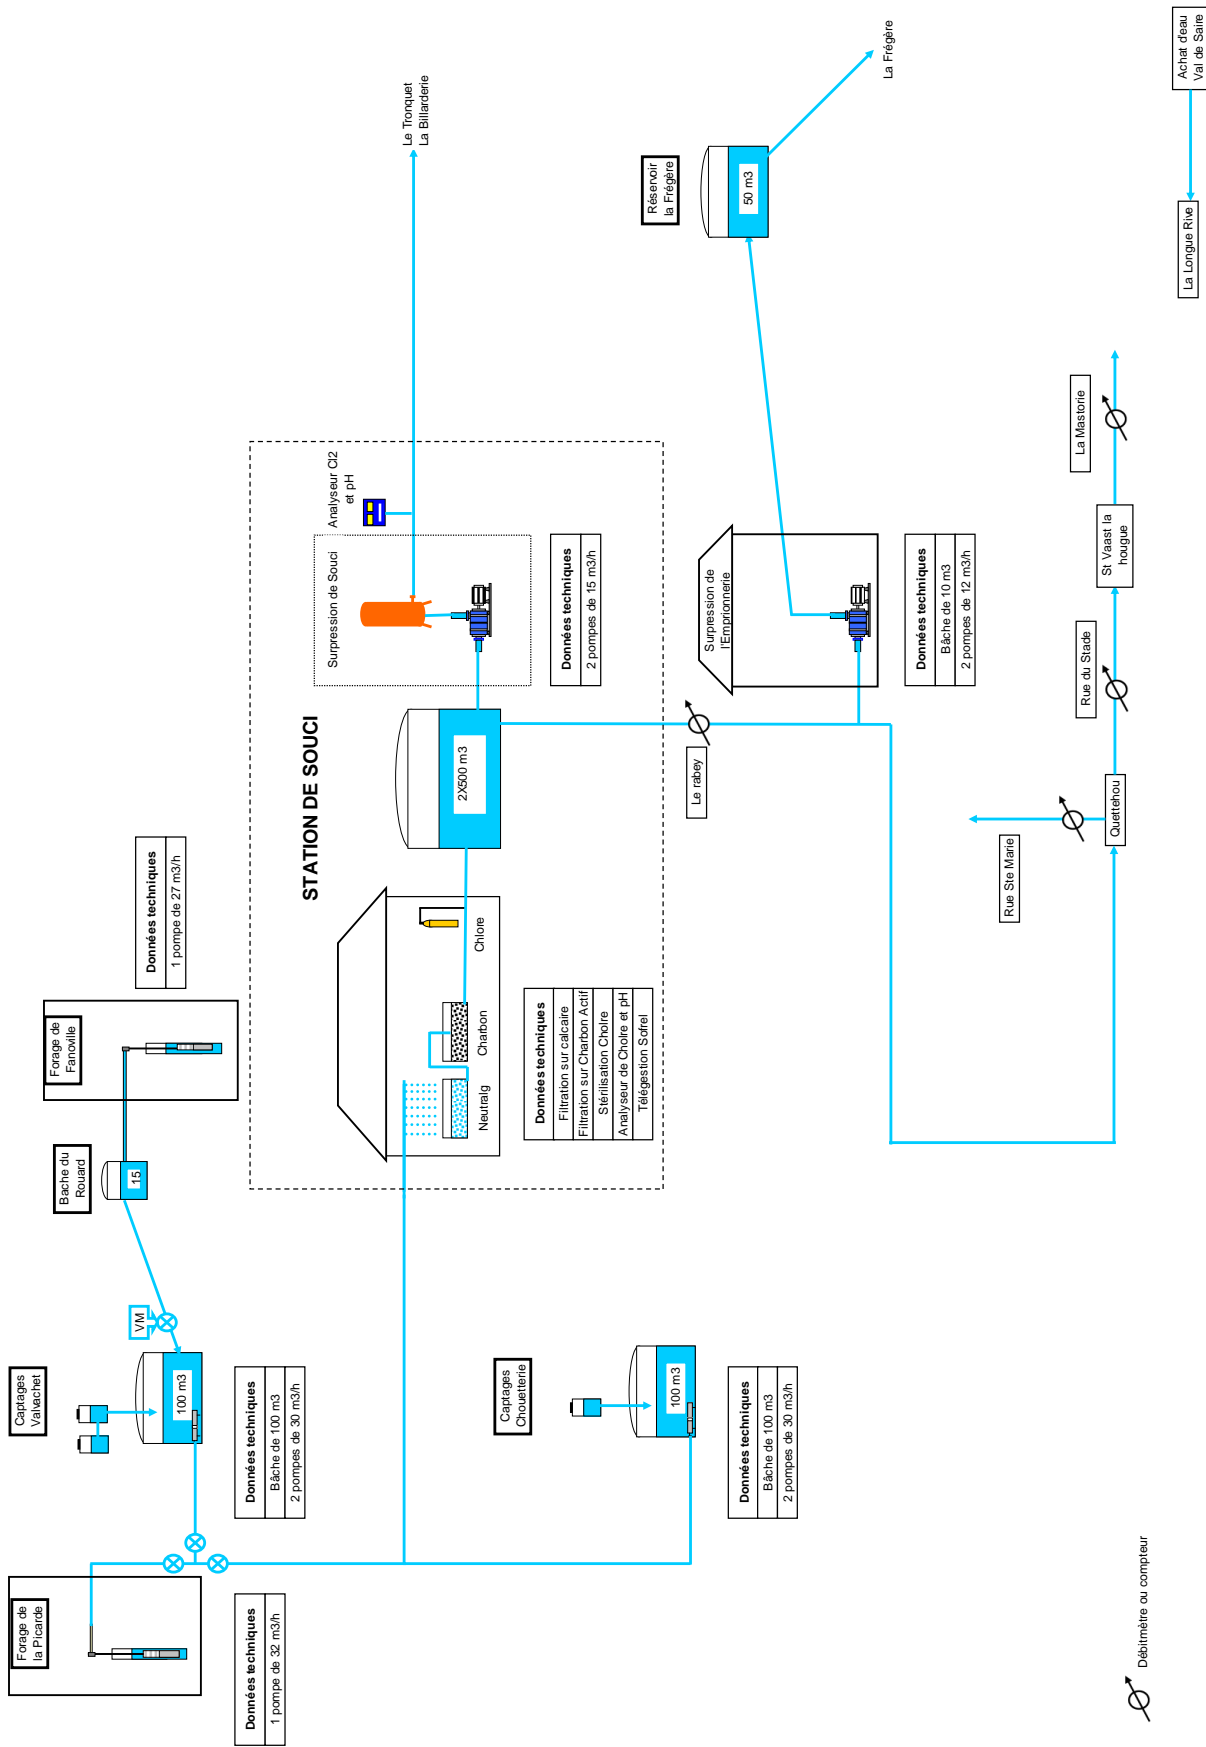 Forage de
la Picarde
Données techniques
1 pompe de 32 m3/h
Captages
Valvachet
100 m3
VM
Données techniques
Bâche de 100 m3
2 pompes de 30 m3/h
Bache du
Rouard
15
Forage de
Fanoville
Données techniques
1 pompe de 27 m3/h
Captages
Chouetterie
100 m3
Données techniques
Bâche de 100 m3
2 pompes de 30 m3/h
STATION DE SOUCI
Neutralg
Charbon
Chlore
Données techniques
Filtration sur calcaire
Filtration sur Charbon Actif
Stérilisation Cholre
Analyseur de Cholre et pH
Télégestion Sofrel
2X500 m3
Surpression de Souci
Analyseur Cl2
et pH
Données techniques
2 pompes de 15 m3/h
Le Tronquet
La Billarderie
Le rabey
Surpression de
l'Emprionnerie
Données techniques
Bâche de 10 m3
2 pompes de 12 m3/h
Réservoir
la Frégère
50 m3
La Frégère
Rue Ste Marie
Quettehou
Rue du Stade
St Vaast la
hougue
La Mastorie
La Longue Rive
Achat d'eau
Val de Saire
Débitmètre ou compteur